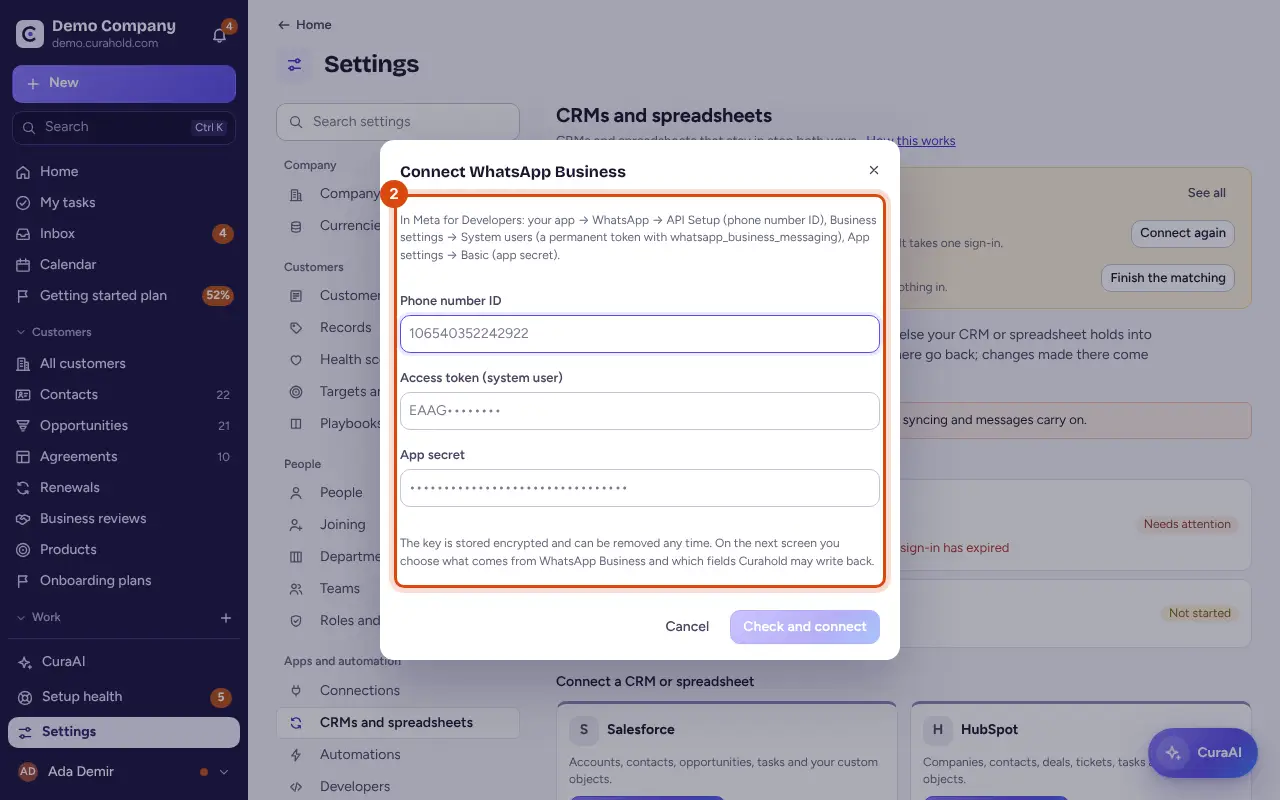 Demo Company
demo.curahold.com
4
New
Search
Ctrl K
Home
My tasks
Inbox
4
Calendar
Getting started plan
52%
Customers
All customers
Contacts
22
Opportunities
21
Agreements
10
Renewals
Business reviews
Products
Onboarding plans
Work
CuraAI
Setup health
5
Settings
AD
Ada Demir
← Home
Settings
Search settings
Company
Company
Currencie
Customers
Custome
Records
Health sc
Targets an
Playbooks
People
People
Joining
Departme
Teams
Roles and
Apps and automation
Connections
CRMs and spreadsheets
Automations
Developers
CRMs and spreadsheets
How this works
See all
It takes one sign-in.
Connect again
othing in.
Finish the matching
else your CRM or spreadsheet holds into
here go back; changes made there come
syncing and messages carry on.
Needs attention
sign-in has expired
Not started
Connect a CRM or spreadsheet
S
Salesforce
Accounts, contacts, opportunities, tasks and your custom
objects.
H
HubSpot
Companies, contacts, deals, tickets, tasks
objects.
CuraAI
Connect WhatsApp Business
2
In Meta for Developers: your app → WhatsApp → API Setup (phone number ID), Business
settings → System users (a permanent token with whatsapp_business_messaging), App
settings → Basic (app secret).
Phone number ID
106540352242922
Access token (system user)
EAAG••••••••
App secret
••••••••••••••••••••••••••••••••
The key is stored encrypted and can be removed any time. On the next screen you
choose what comes from WhatsApp Business and which fields Curahold may write back.
Cancel
Check and connect